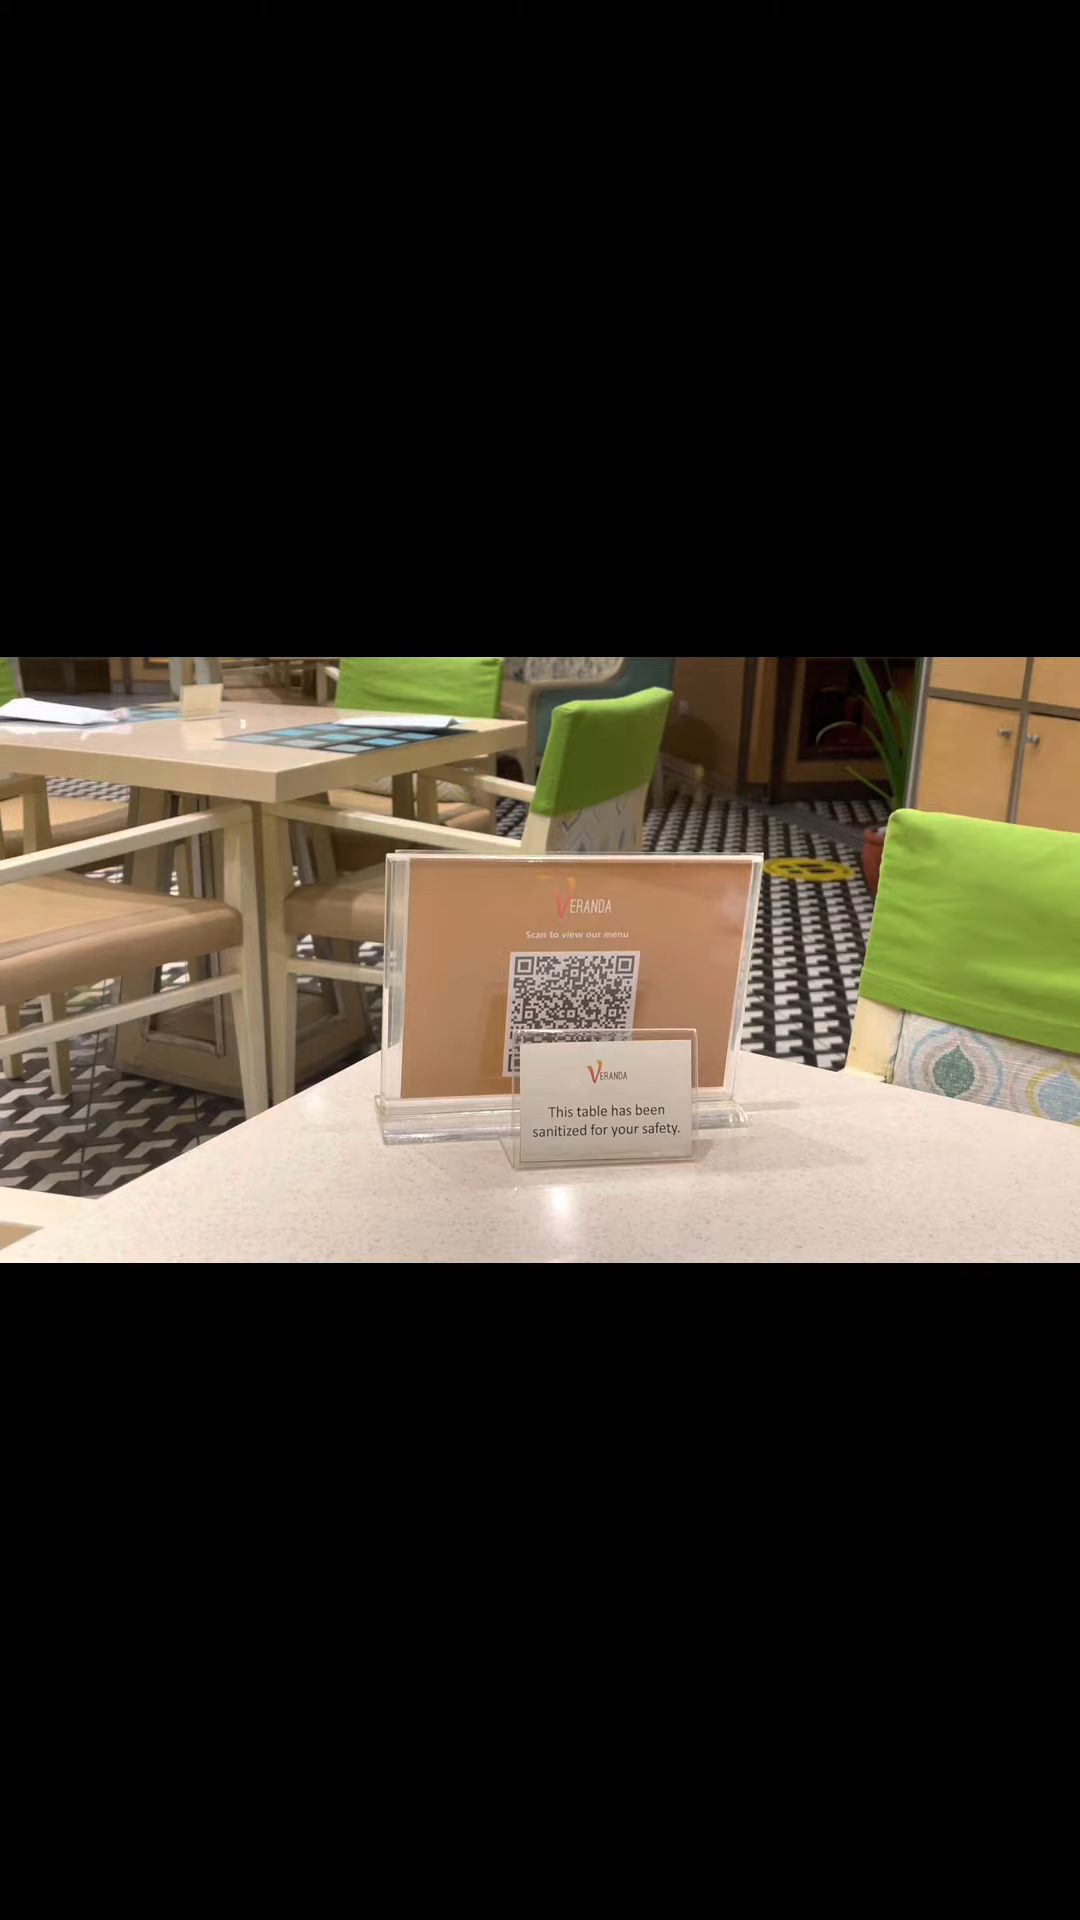 VERANDA
Scan to view our menu
VERANDA
This table has been
sanitized for your safety.